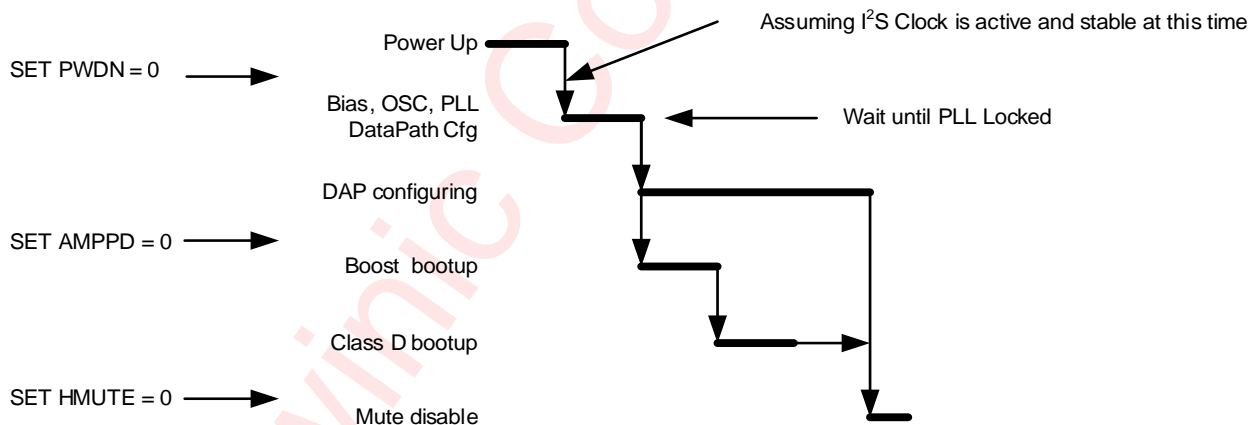 Assuming I²S Clock is active and stable at this time
Power Up
SET PWDN = 0
Bias, OSC, PLL
DataPath Cfg
Wait until PLL Locked
DAP configuring
SET AMPPD = 0
Boost bootup
Class D bootup
SET HMUTE = 0
Mute disable